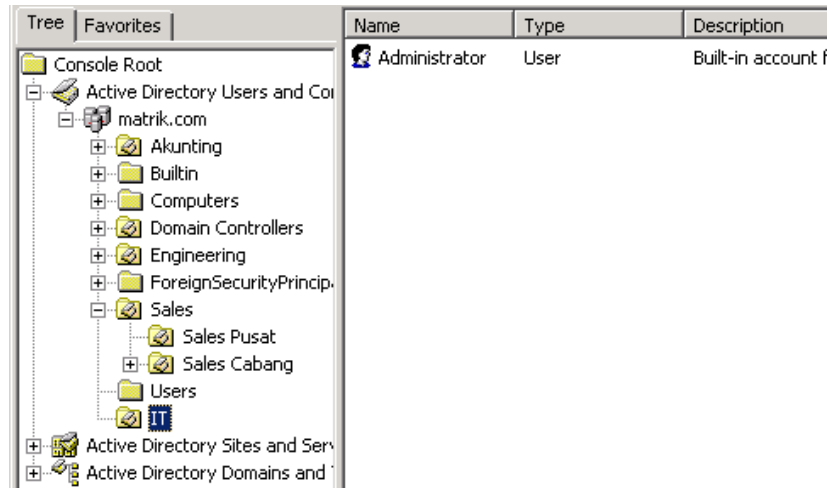 Tree Favorites
Name Type Description
Console Root
Administrator User Built-in account f
Active Directory Users and Co
matrik.com
Akunting
Builtin
Computers
Domain Controllers
Engineering
ForeignSecurityPrincip
Sales
Sales Pusat
Sales Cabang
Users
IT
Active Directory Sites and Ser
Active Directory Domains and